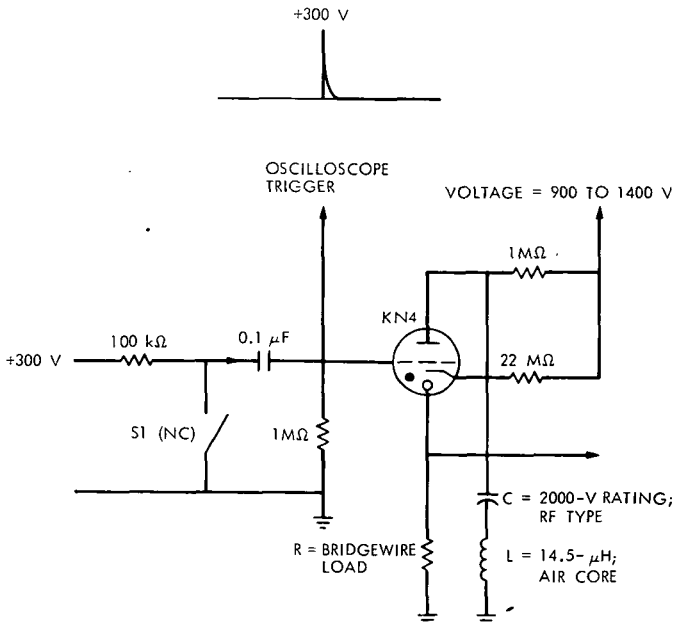 +300 V
OSCILLOSCOPE
TRIGGER
VOLTAGE = 900 TO 1400 V
1MΩ
KN4
100 kΩ
0.1 μF
+300 V
22 MΩ
S1 (NC)
1MΩ
C = 2000-V RATING;
RF TYPE
R = BRIDGEWIRE
LOAD
L = 14.5-μH;
AIR CORE